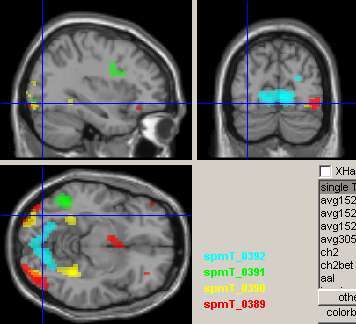 XHa
single T
avg152
avg152
avg152
avg305
ch2
ch2bet
aal
othe
colorb
spmT_0392
spmT_0391
spmT_0390
spmT_0389